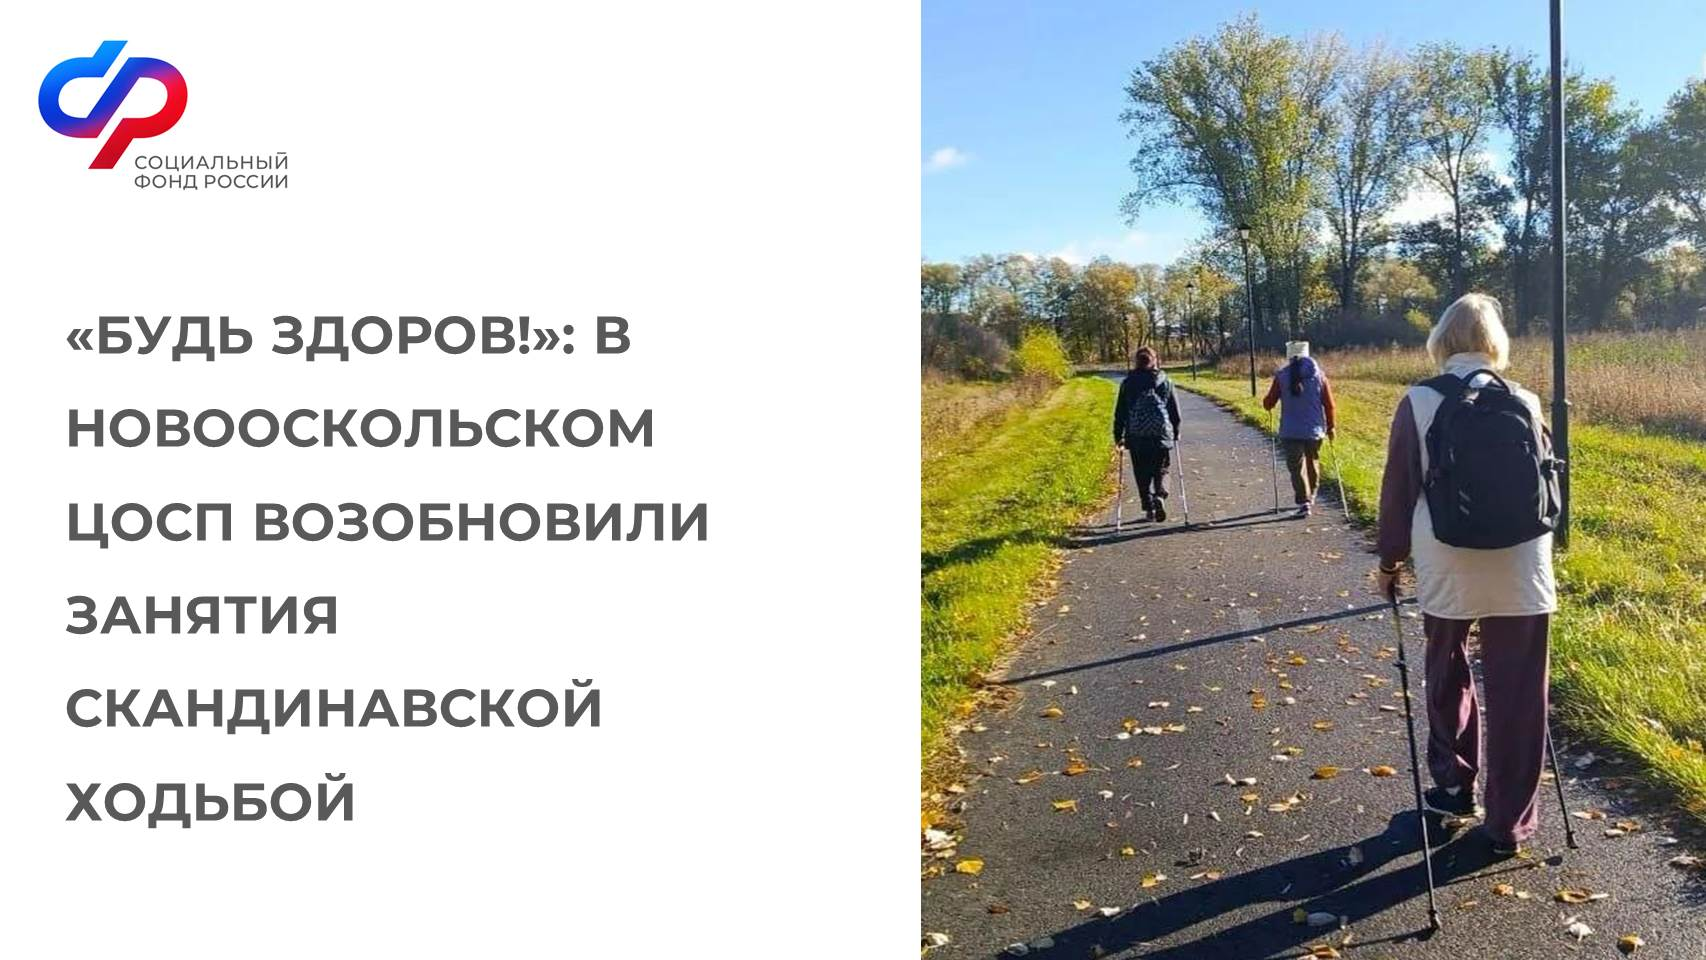 СОЦИАЛЬНЫЙ
ФОНД РОССИИ
«БУДЬ ЗДОРОВ!»: В
НОВООСКОЛЬСКОМ
ЦОСП ВОЗОБНОВИЛИ
ЗАНЯТИЯ
СКАНДИНАВСКОЙ
ХОДЬБОЙ